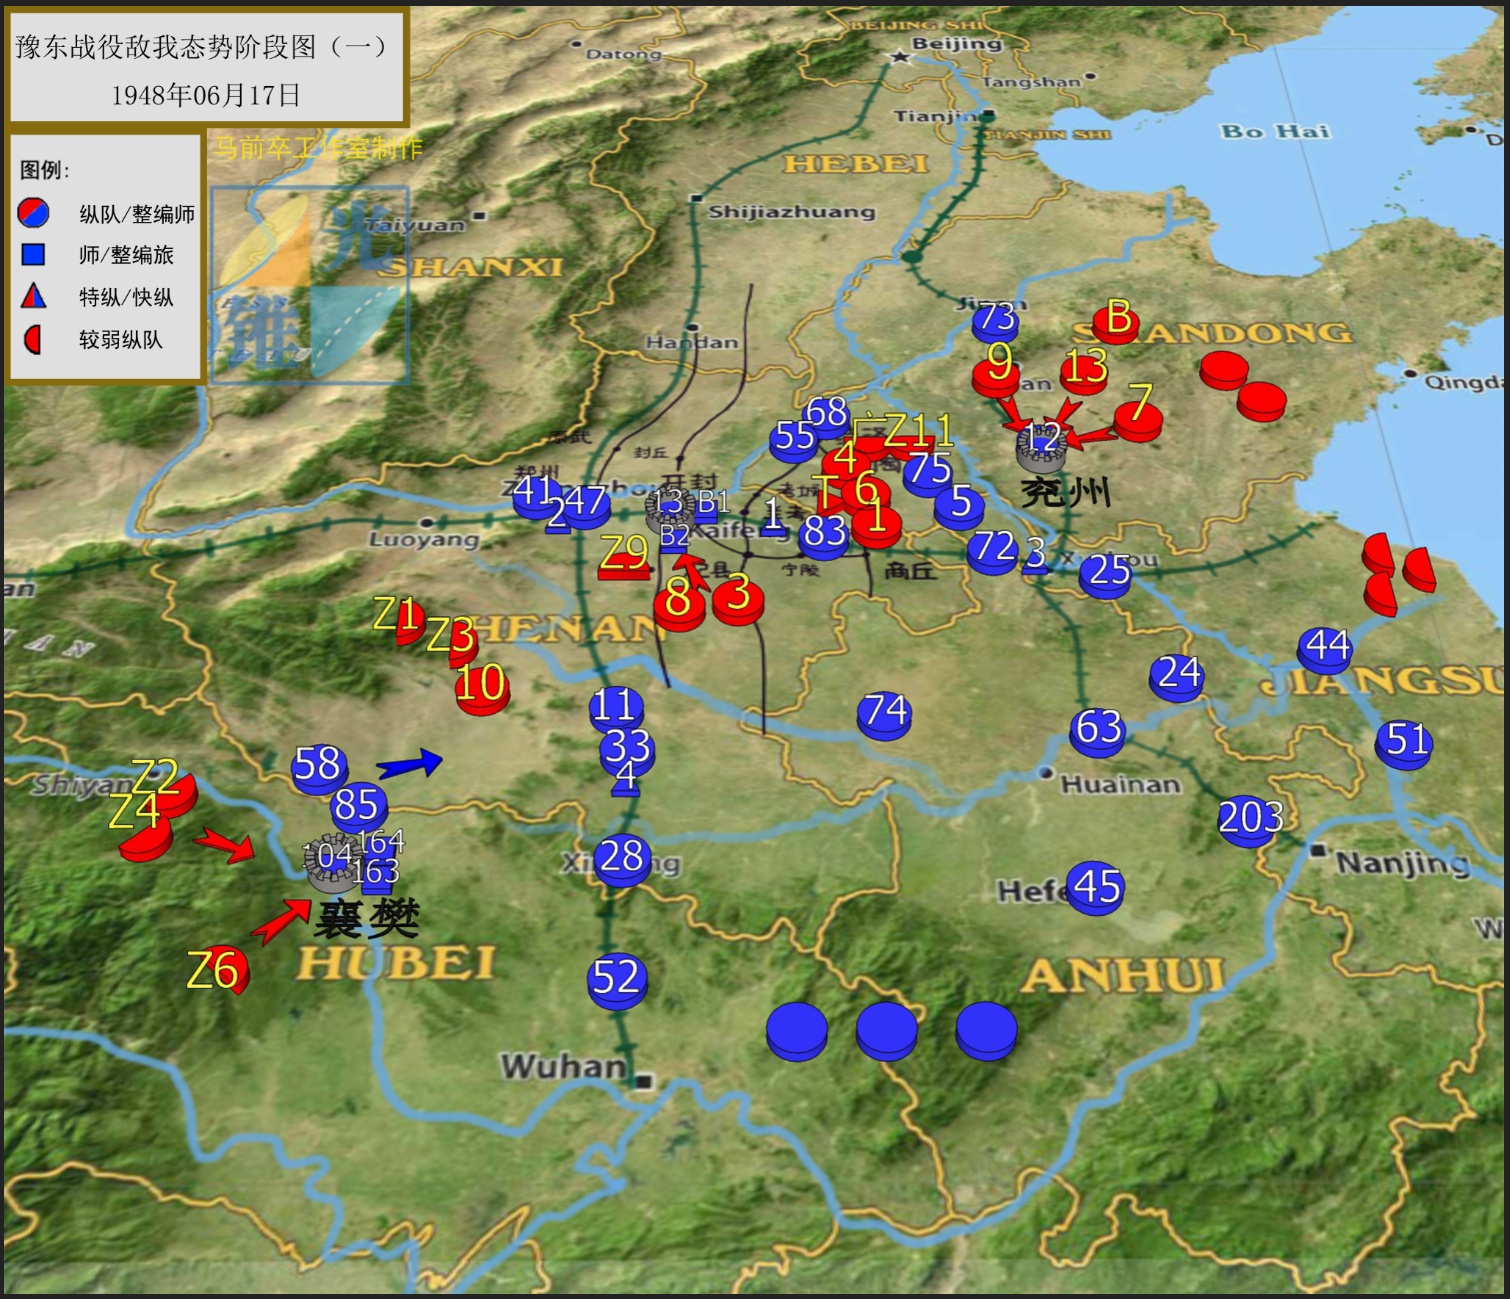 豫东战役敌我态势阶段图（一）
1948年06月17日
马前卒工作室制作
图例:
纵队/整编师
师/整编旅
特纵/快纵
较弱纵队
BEIJING SHI
Beijing
Datong
Tangshan
Tianjin
TIANJIN SHI
Bo Hai
HEBEI
Taiyuan
Shijiazhuang
光
SHANXI
锥
Handan
73
B
SHANDONG
9
13
Qingda
7
68
55
广
Z11
4
75
12
兖州
封丘
郑州
开封
41
2
47
13
B1
B2
1
T
6
1
5
83
Kaifeng
Luoyang
Z9
72
3
25
宁陵
商丘
8
3
Z1
Z3
HENAN
10
44
24
JIANGSU
11
74
63
51
33
4
58
85
Shiyan
Z2
Z4
Huainan
203
104
164
163
28
Nanjing
Hefe
45
襄樊
Z6
HUBEI
52
ANHUI
Wuhan